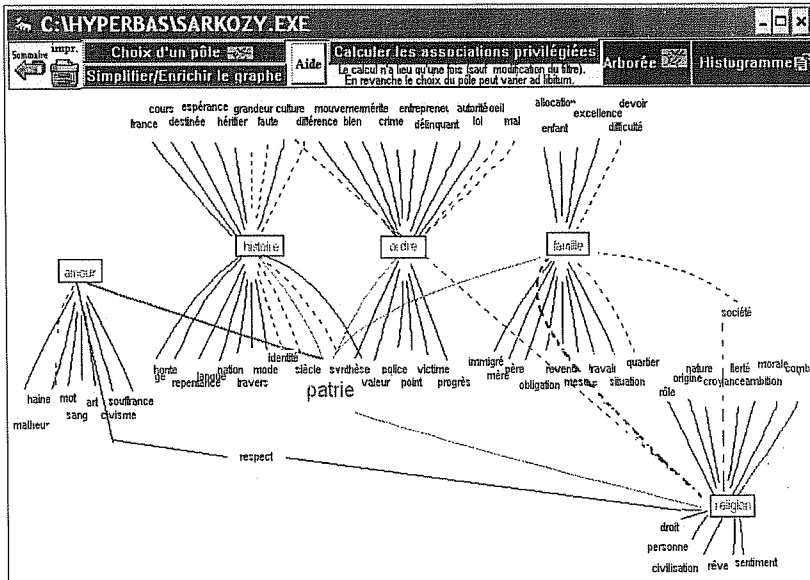 C:\HYPERBAS\SARKOZY.EXE
Sommaire
impr.
Choix d'un pôle
Simplifier/Enrichir le graphe
Aide
Calculer les associations privilégiées
Le calcul n'a lieu qu'une fois (sauf modification du titre).
En revanche le choix du pôle peut varier ad libitum.
Arborée
Histogramme
cours espérance grandeur culture mouvement mérite entrepreneu autorité oeil allocation devoir
france destinée héritier faute différence bien crime délinquant loi mal enfant excellence difficulté
histoire ordre famille
amour
société
honte repentance langue nation travers mode identité siècle synthèse valeur police point victime progrès
immigré mère père obligation revenu travail situation quartier
patrie
haine malheur mot sang art civisme souffrance
rôle origine nature croyance fierté ambition morale comb
respect
religion
droit
personne
civilisation rêve sentiment